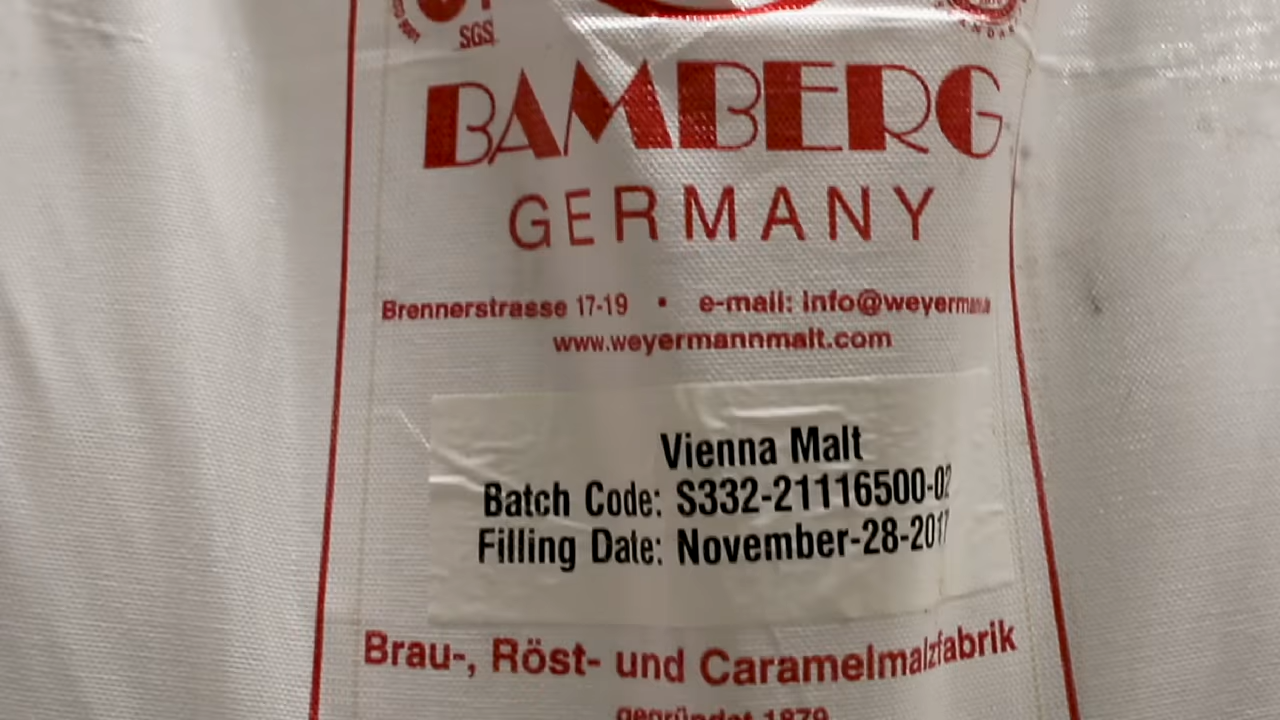 SGS
BAMBERG
GERMANY
Brennerstrasse 17-19 • e-mail: info@weyermann.de
www.weyermannmalt.com
Vienna Malt
Batch Code: S332-21116500-02
Filling Date: November-28-2017
Brau-, Röst- und Caramelmalzfabrik
gegründet 1879